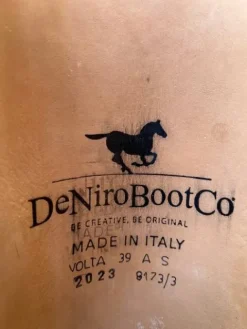 DeNiroBootCo
BE CREATIVE, BE ORIGINAL
MADE IN ITALY
VOLTA 39 A S
2023 8173/3